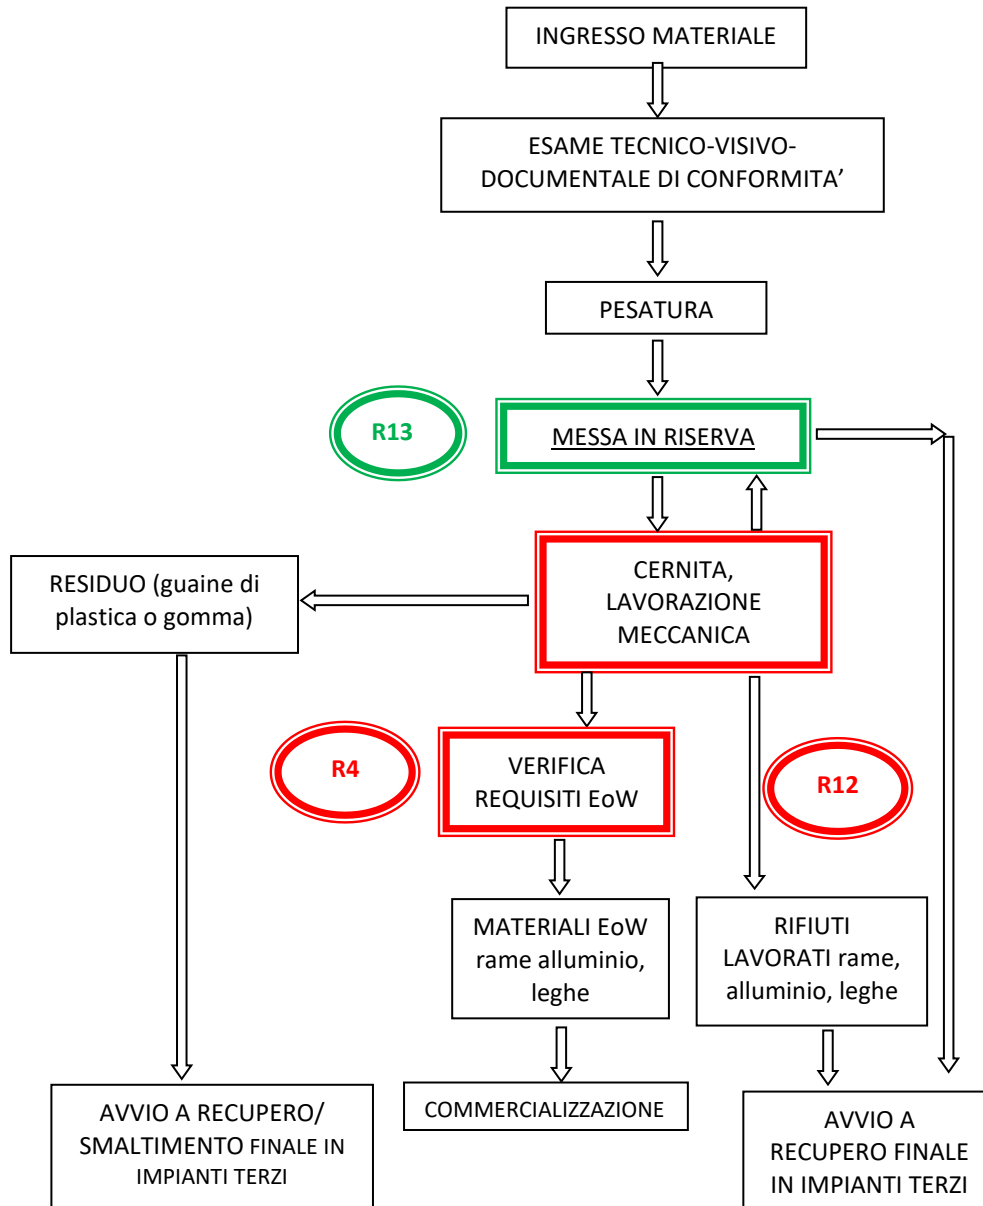 INGRESSO MATERIALE
ESAME TECNICO-VISIVO-
DOCUMENTALE DI CONFORMITA’
PESATURA
R13
MESSA IN RISERVA
RESIDUO (guaine di
plastica o gomma)
CERNITA,
LAVORAZIONE
MECCANICA
R4
VERIFICA
REQUISITI EoW
R12
MATERIALI EoW
rame alluminio,
leghe
RIFIUTI
LAVORATI rame,
alluminio, leghe
AVVIO A RECUPERO/
SMALTIMENTO FINALE IN
IMPIANTI TERZI
COMMERCIALIZZAZIONE
AVVIO A
RECUPERO FINALE
IN IMPIANTI TERZI